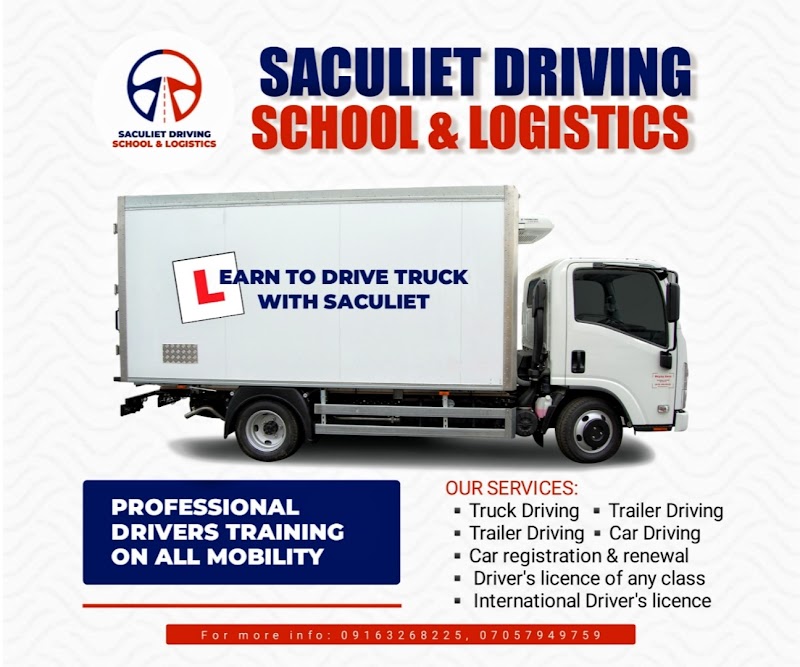 SACULIET DRIVING
SCHOOL & LOGISTICS
SACULIET DRIVING
SCHOOL & LOGISTICS
LEARN TO DRIVE TRUCK
WITH SACULIET
PROFESSIONAL
DRIVERS TRAINING
ON ALL MOBILITY
OUR SERVICES:
▪ Truck Driving ▪ Trailer Driving
▪ Trailer Driving ▪ Car Driving
▪ Car registration & renewal
▪ Driver's licence of any class
▪ International Driver's licence
For more info: 09163268225, 07057949759